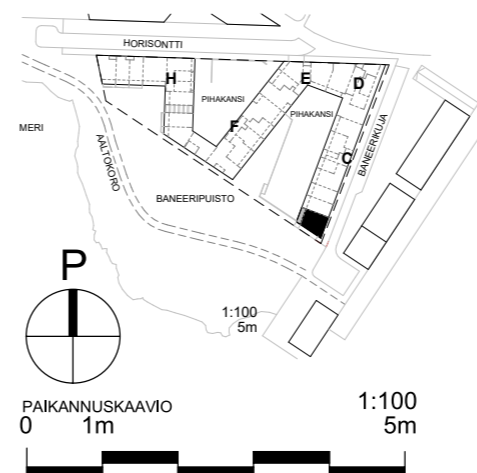 HORISONTTI
H
E
D
PIHAKANSI
PIHAKANSI
F
C
BANEERIKUJA
MERI
AALTOKORO
BANEERIPUISTO
P
1:100
5m
PAIKANNUSKAAVIO
1:100
0 1m 5m